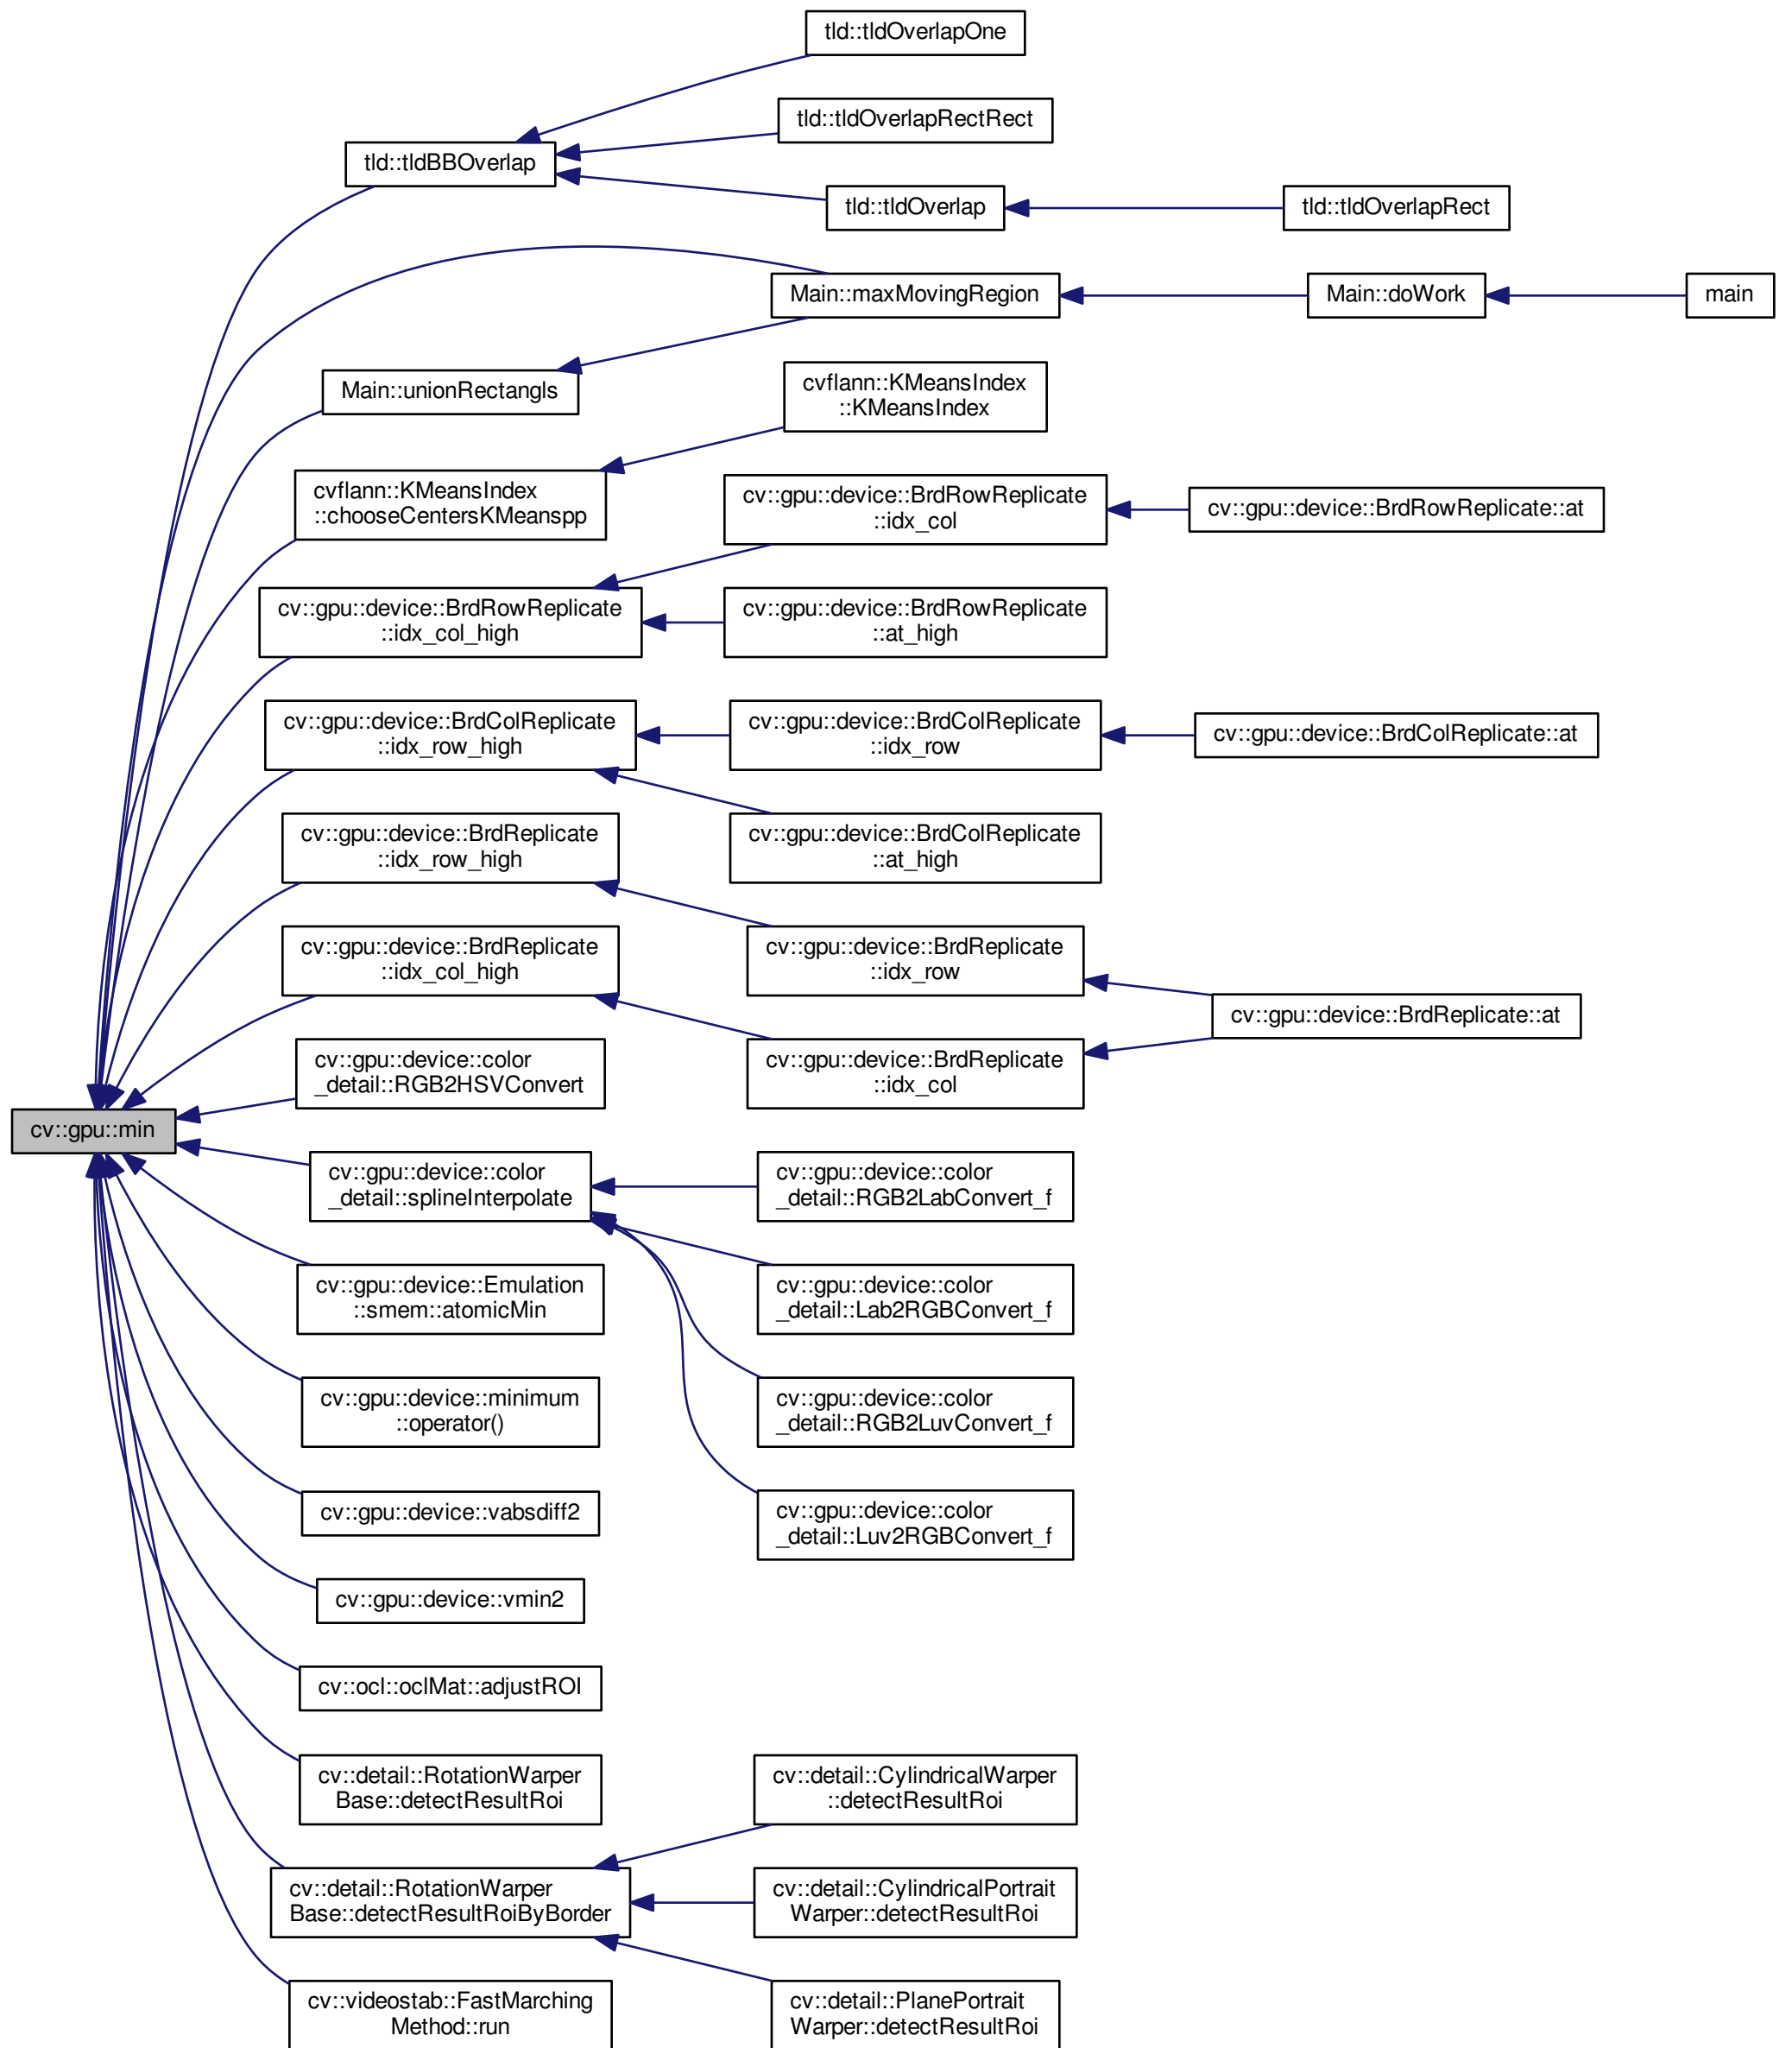 tld::tldOverlapOne
tld::tldOverlapRectRect
tld::tldBBOverlap
tld::tldOverlap
tld::tldOverlapRect
Main::maxMovingRegion
Main::doWork
main
Main::unionRectangls
cvflann::KMeansIndex
::KMeansIndex
cvflann::KMeansIndex
::chooseCentersKMeanspp
cv::gpu::device::BrdRowReplicate
::idx_col
cv::gpu::device::BrdRowReplicate::at
cv::gpu::device::BrdRowReplicate
::idx_col_high
cv::gpu::device::BrdRowReplicate
::at_high
cv::gpu::device::BrdColReplicate
::idx_row_high
cv::gpu::device::BrdColReplicate
::idx_row
cv::gpu::device::BrdColReplicate::at
cv::gpu::device::BrdReplicate
::idx_row_high
cv::gpu::device::BrdColReplicate
::at_high
cv::gpu::device::BrdReplicate
::idx_col_high
cv::gpu::device::BrdReplicate
::idx_row
cv::gpu::device::BrdReplicate::at
cv::gpu::device::color
_detail::RGB2HSVConvert
cv::gpu::device::BrdReplicate
::idx_col
cv::gpu::min
cv::gpu::device::color
_detail::splineInterpolate
cv::gpu::device::color
_detail::RGB2LabConvert_f
cv::gpu::device::Emulation
::smem::atomicMin
cv::gpu::device::color
_detail::Lab2RGBConvert_f
cv::gpu::device::minimum
::operator()
cv::gpu::device::color
_detail::RGB2LuvConvert_f
cv::gpu::device::vabsdiff2
cv::gpu::device::color
_detail::Luv2RGBConvert_f
cv::gpu::device::vmin2
cv::ocl::oclMat::adjustROI
cv::detail::RotationWarper
Base::detectResultRoi
cv::detail::CylindricalWarper
::detectResultRoi
cv::detail::RotationWarper
Base::detectResultRoiByBorder
cv::detail::CylindricalPortrait
Warper::detectResultRoi
cv::videostab::FastMarching
Method::run
cv::detail::PlanePortrait
Warper::detectResultRoi